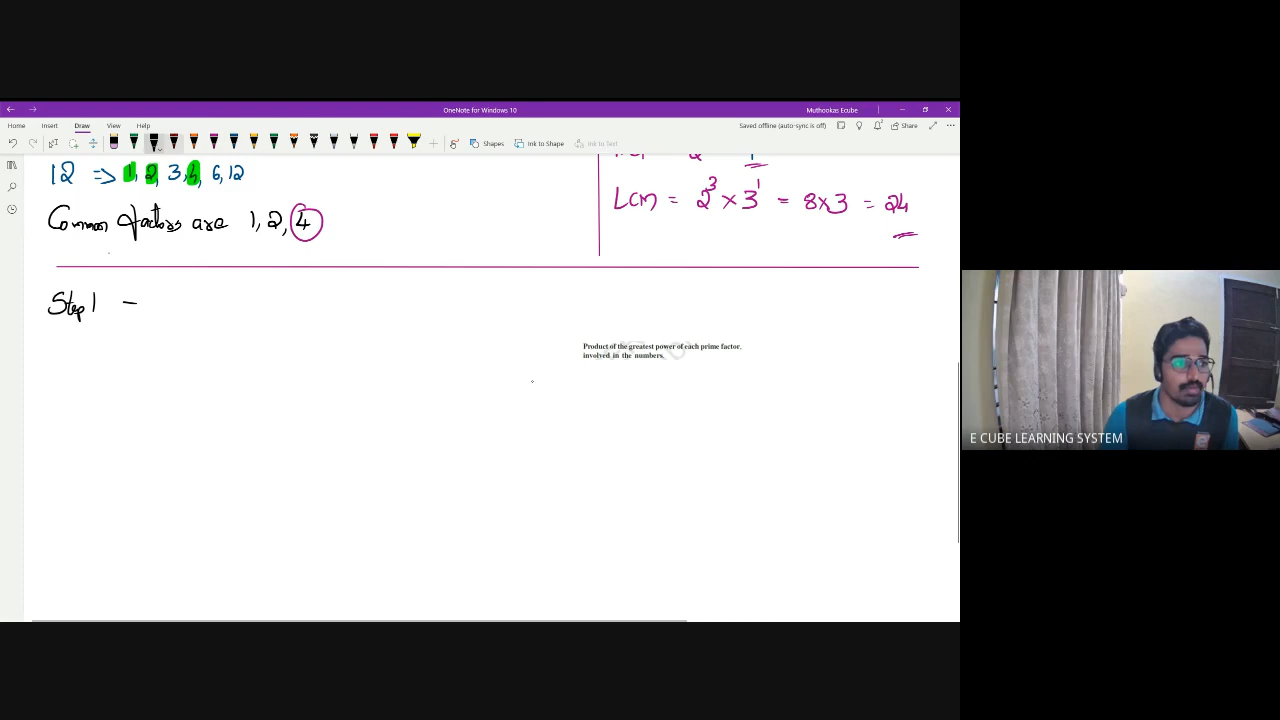 OneNote for Windows 10
Muthookas Ecube
Home Insert Draw View Help
Saved offline (auto-sync is off)
Share
Shapes
Ink to Shape
Ink to Text
12 => 1, 2, 3, 4, 6, 12
Common factors are 1, 2, 4
LCM = 2³ × 3¹ = 8×3 = 24
Step 1 –
Product of the greatest power of each prime factor,
involved in the numbers.
E CUBE LEARNING SYSTEM